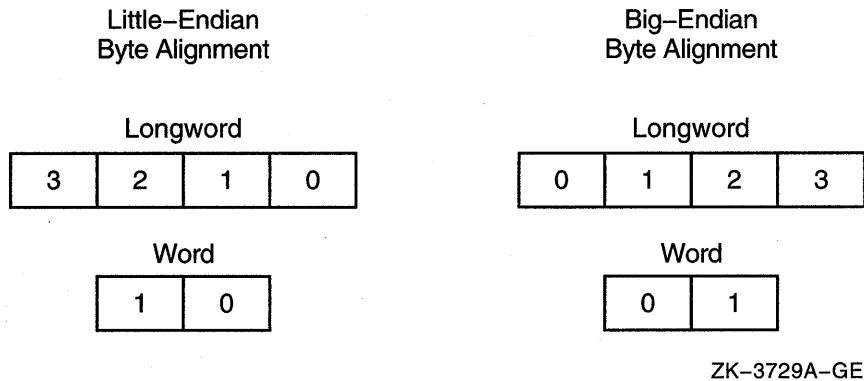 Little–Endian
Byte Alignment
Longword
3 2 1 0
Word
1 0
Big–Endian
Byte Alignment
Longword
0 1 2 3
Word
0 1
ZK–3729A–GE